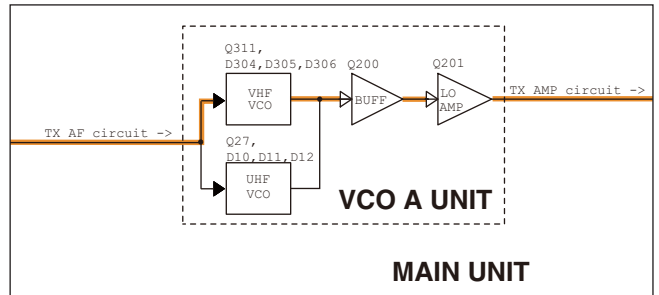 Q311,
D304,D305,D306
Q200
Q201
VHF
VCO
BUFF
LO
AMP
TX AMP circuit ->
TX AF circuit ->
Q27,
D10,D11,D12
UHF
VCO
VCO A UNIT
MAIN UNIT